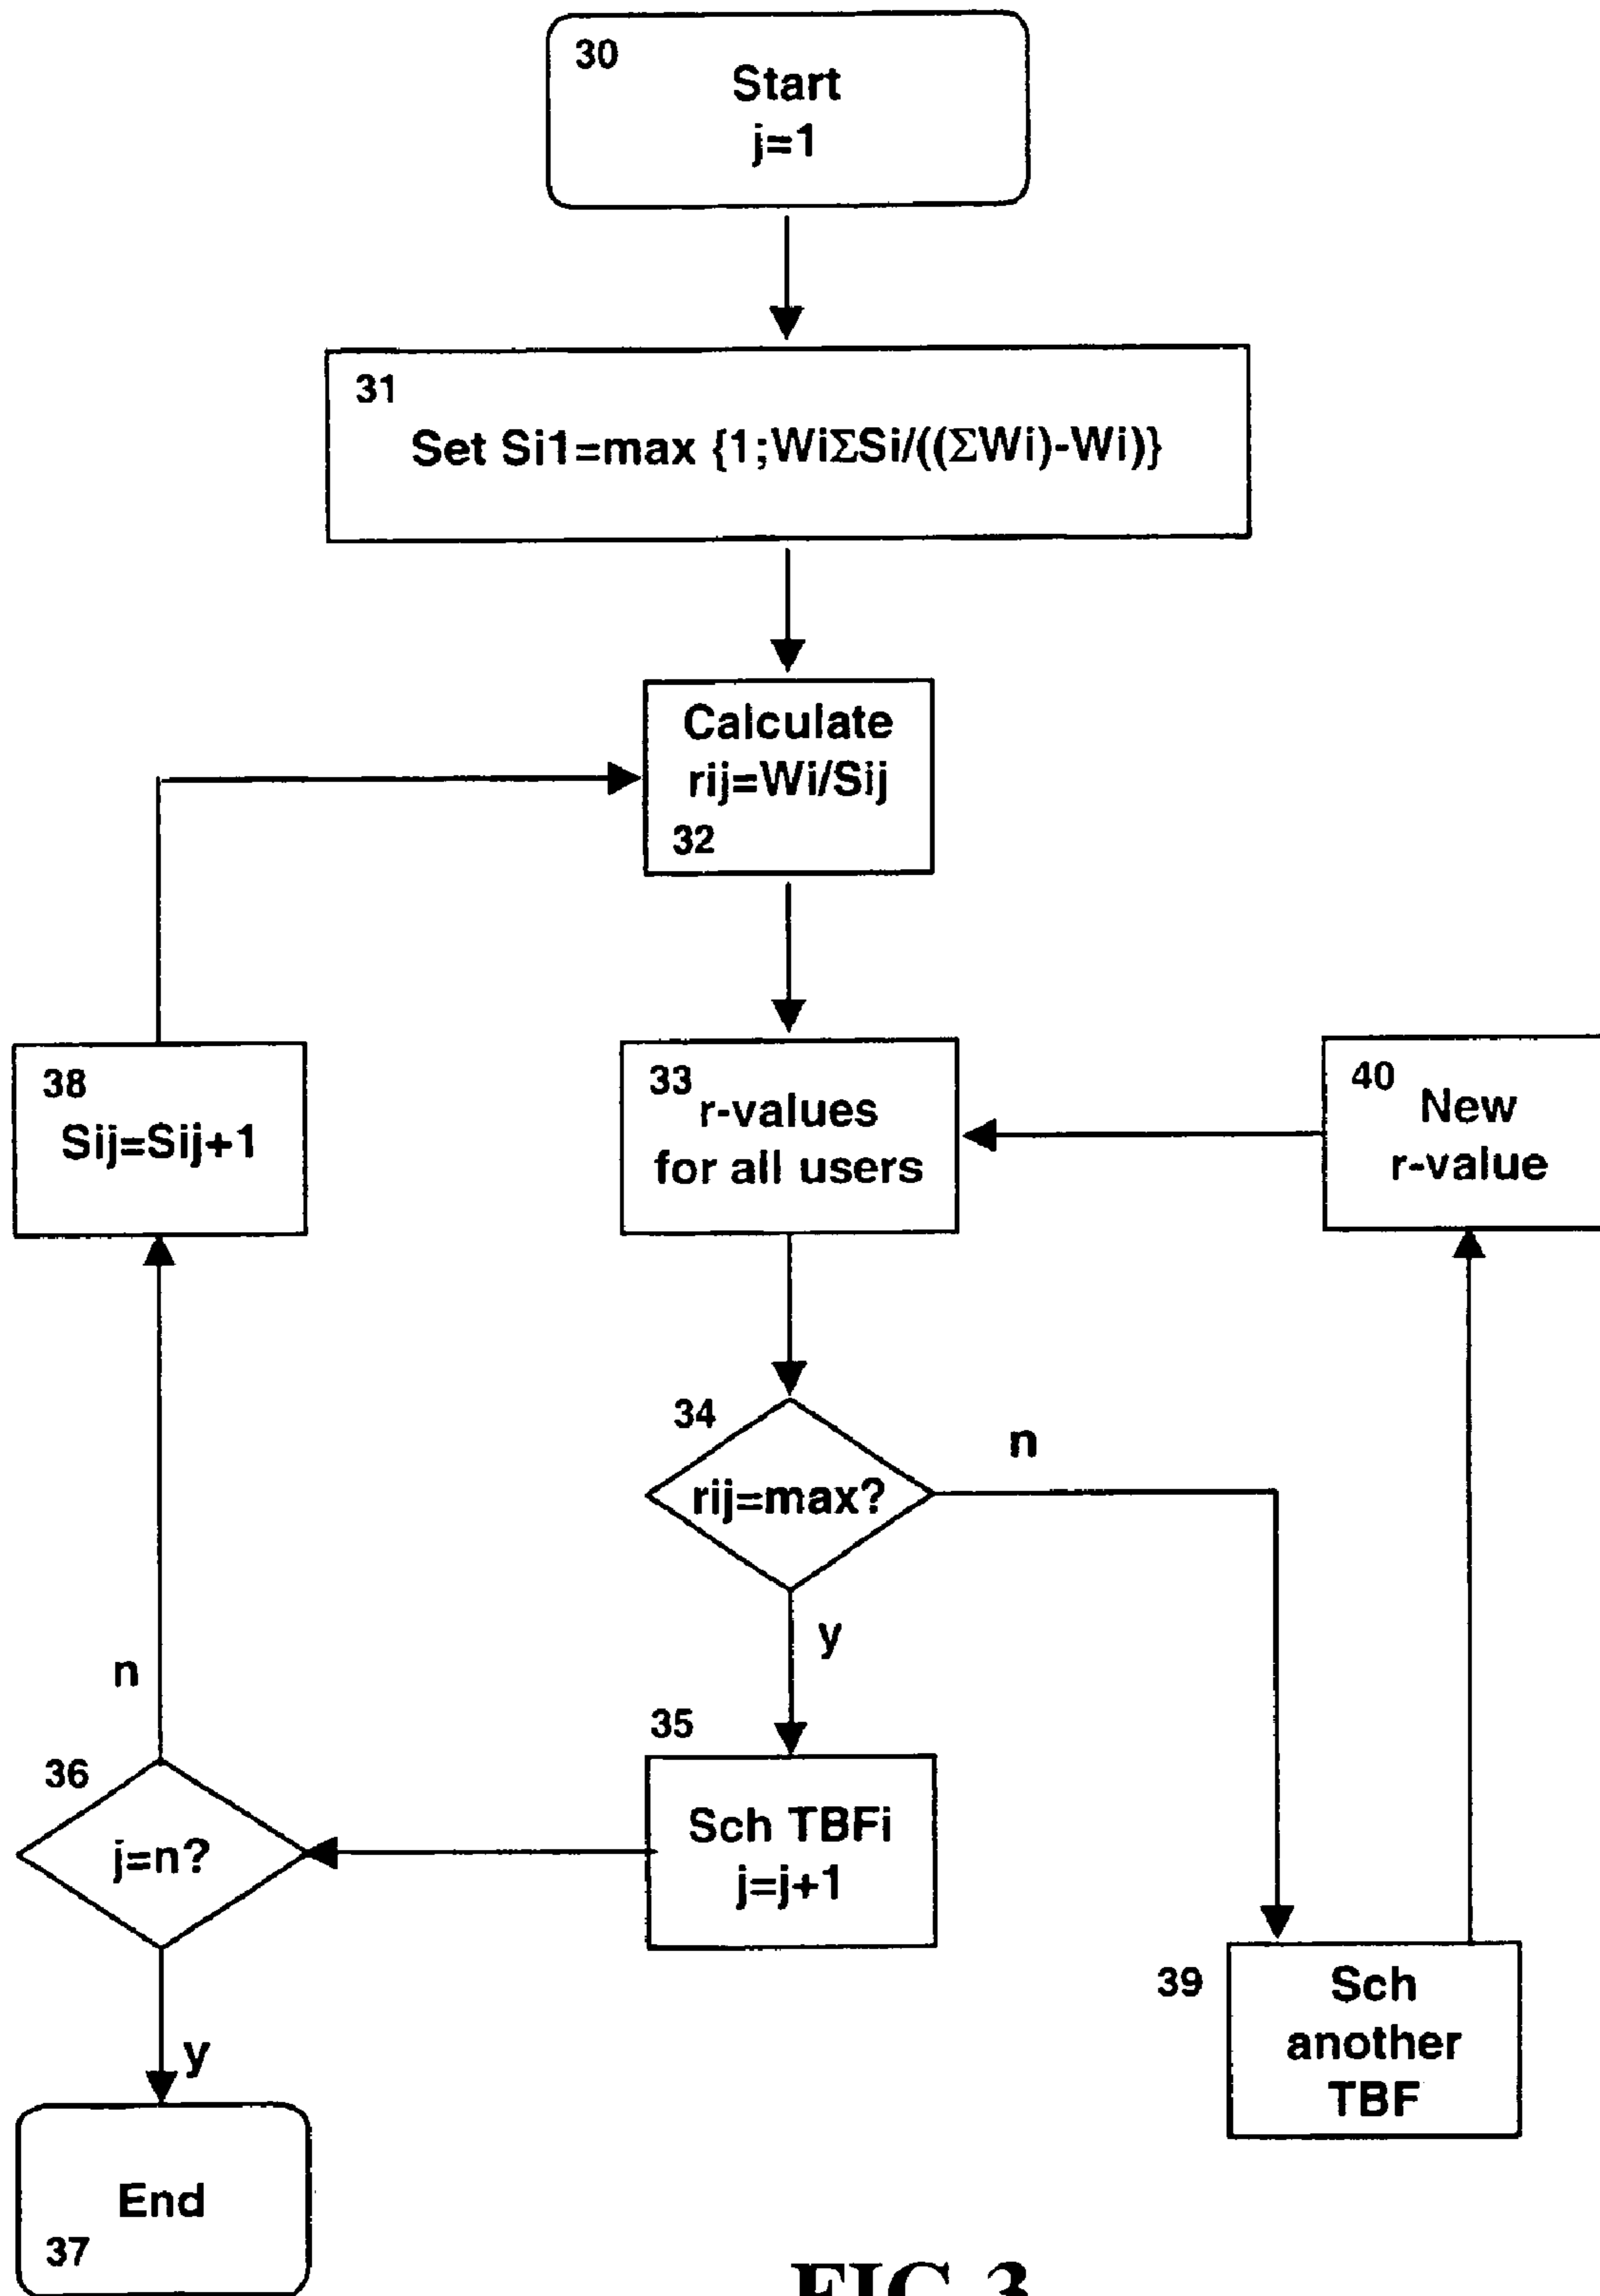 30
Start
j=1
31
Set Si1=max {1;WiΣSi/((ΣWi)-Wi)}
Calculate
rij=Wi/Sij
32
38
Sij=Sij+1
33
r-values
for all users
40
New
r-value
34
rij=max?
n
y
n
35
Sch TBFi
j=j+1
36
j=n?
y
39
Sch
another
TBF
End
37
FIG 3